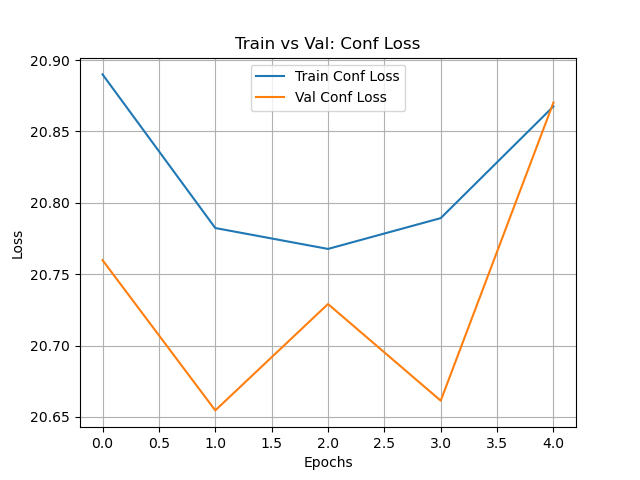 Train vs Val: Conf Loss
Train Conf Loss
Val Conf Loss
20.90
20.85
20.80
20.75
20.70
20.65
Loss
0.0 0.5 1.0 1.5 2.0 2.5 3.0 3.5 4.0
Epochs